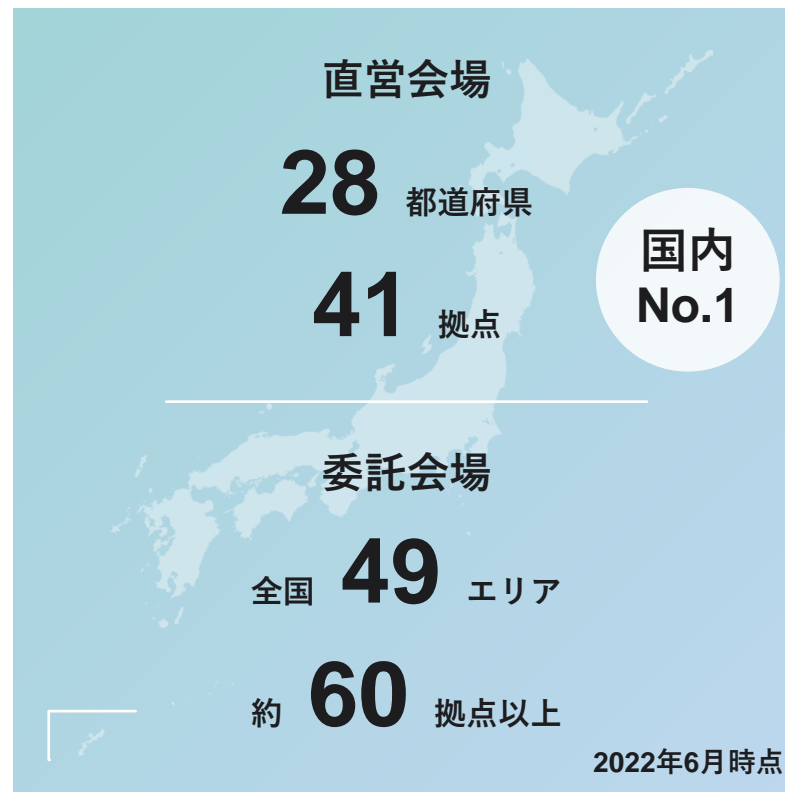 直営会場
28 都道府県
41 拠点
国内
No.1
委託会場
全国 49 エリア
約 60 拠点以上
2022年6月時点